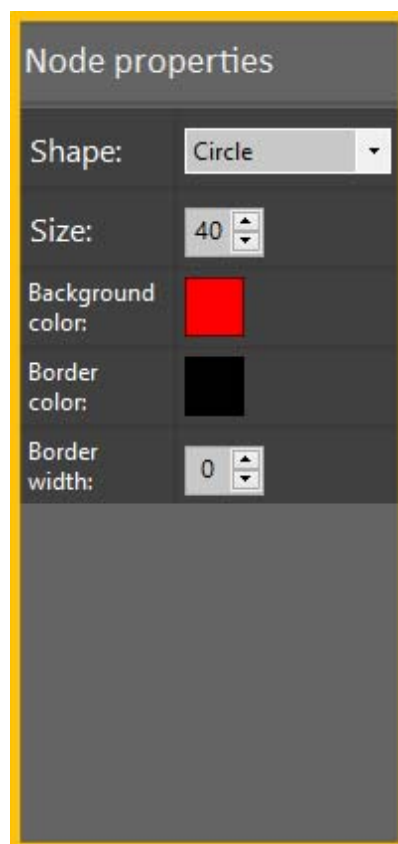 Node properties
Shape: Circle
Size: 40
Background
color:
Border
color:
Border
width: 0